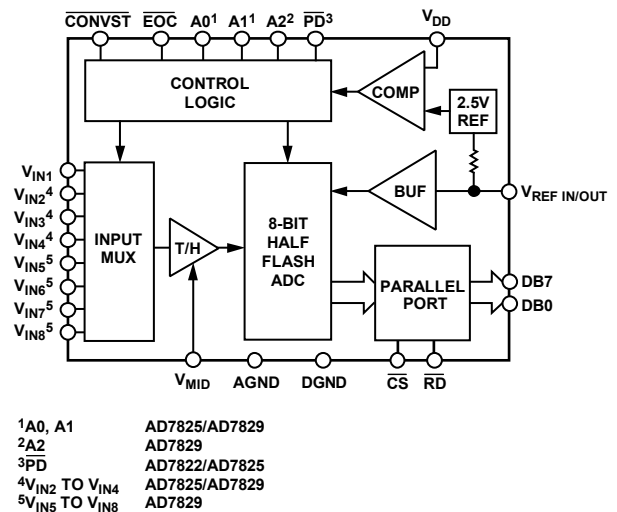 CONVST EOC A0¹ A1¹ A2² PD³ VDD
CONTROL
LOGIC
COMP
2.5V
REF
BUF
VREF IN/OUT
VIN1
VIN2⁴
VIN3⁴
VIN4⁴
VIN5⁵
VIN6⁵
VIN7⁵
VIN8⁵
INPUT
MUX
T/H
8-BIT
HALF
FLASH
ADC
PARALLEL
PORT
DB7
DB0
VMID AGND DGND CS RD
¹A0, A1 AD7825/AD7829
²A2 AD7829
³PD AD7822/AD7825
⁴VIN2 TO VIN4 AD7825/AD7829
⁵VIN5 TO VIN8 AD7829